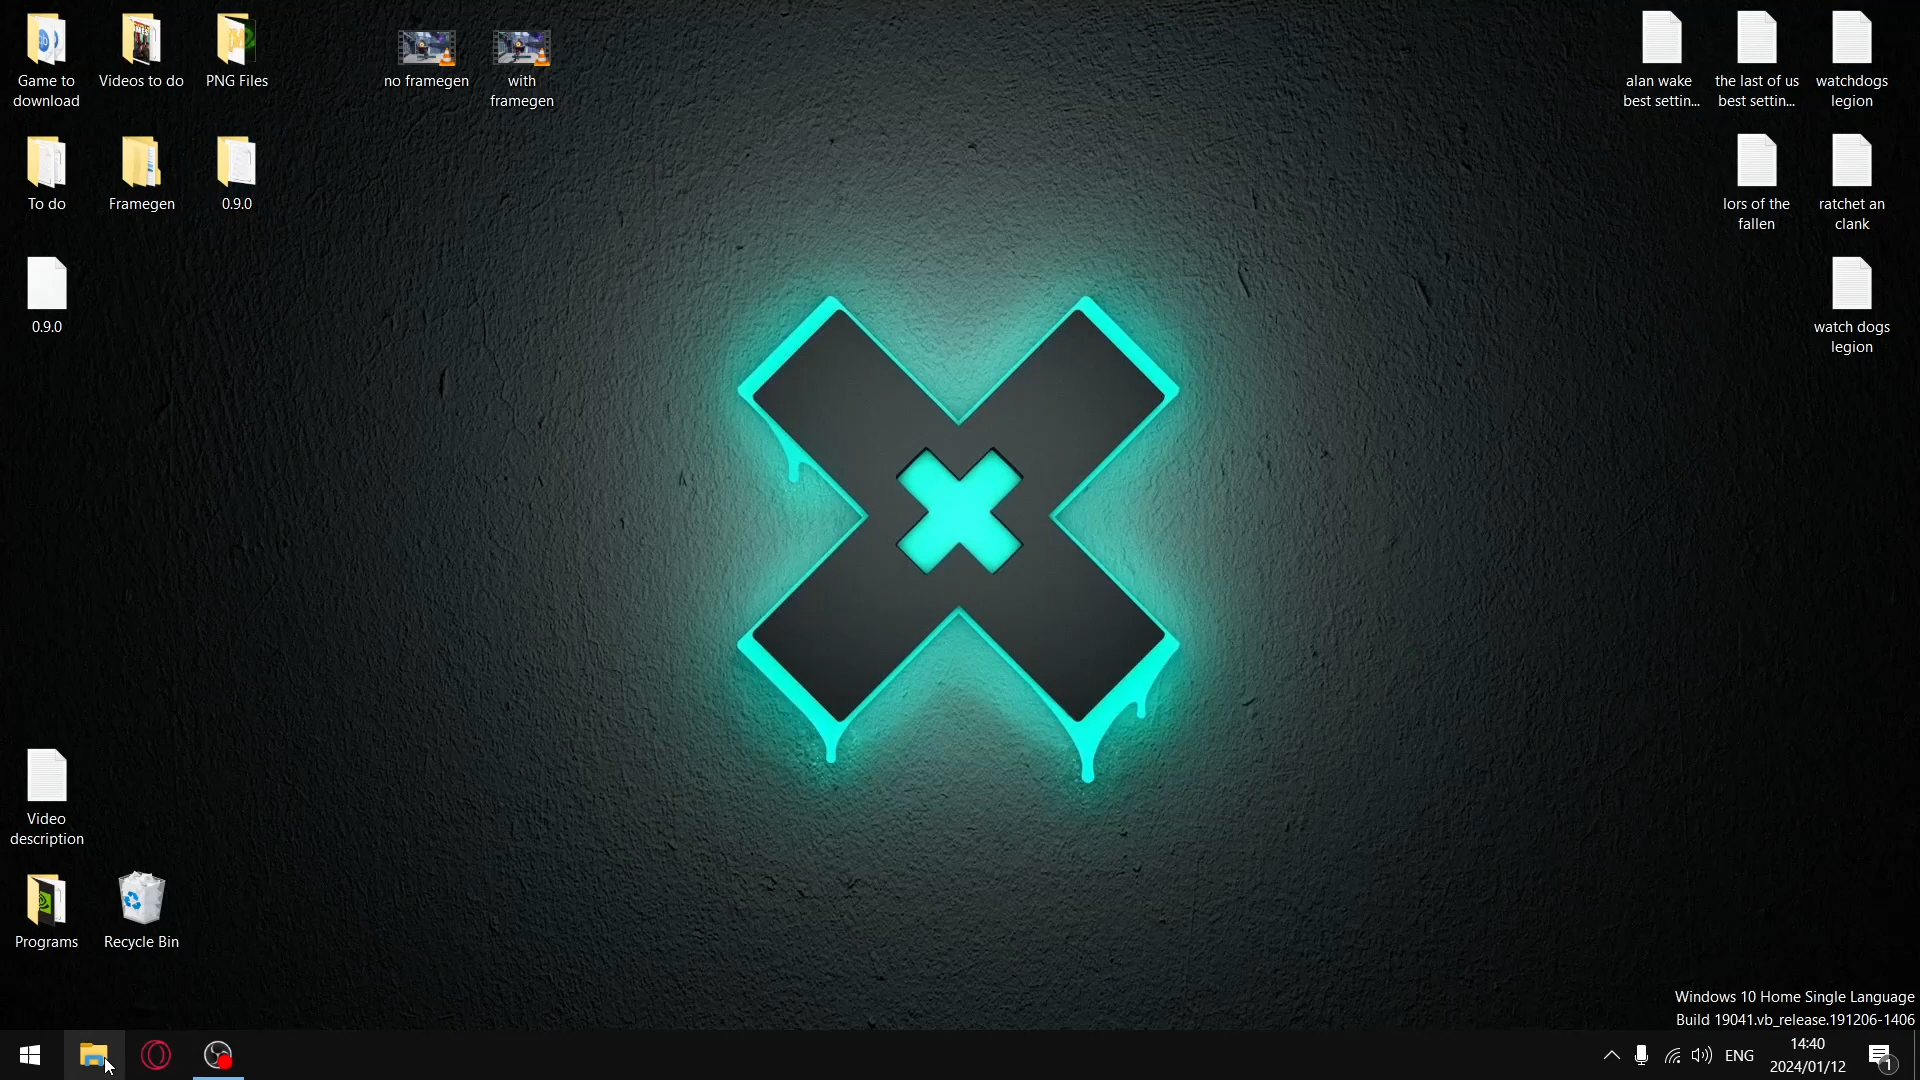 Game to
download
Videos to do
PNG Files
no framegen
with
framegen
alan wake
best settin...
the last of us
best settin...
watchdogs
legion
To do
Framegen
0.9.0
lors of the
fallen
ratchet an
clank
0.9.0
watch dogs
legion
Video
description
Programs
Recycle Bin
Windows 10 Home Single Language
Build 19041.vb_release.191206-1406
ENG
14:40
2024/01/12
1